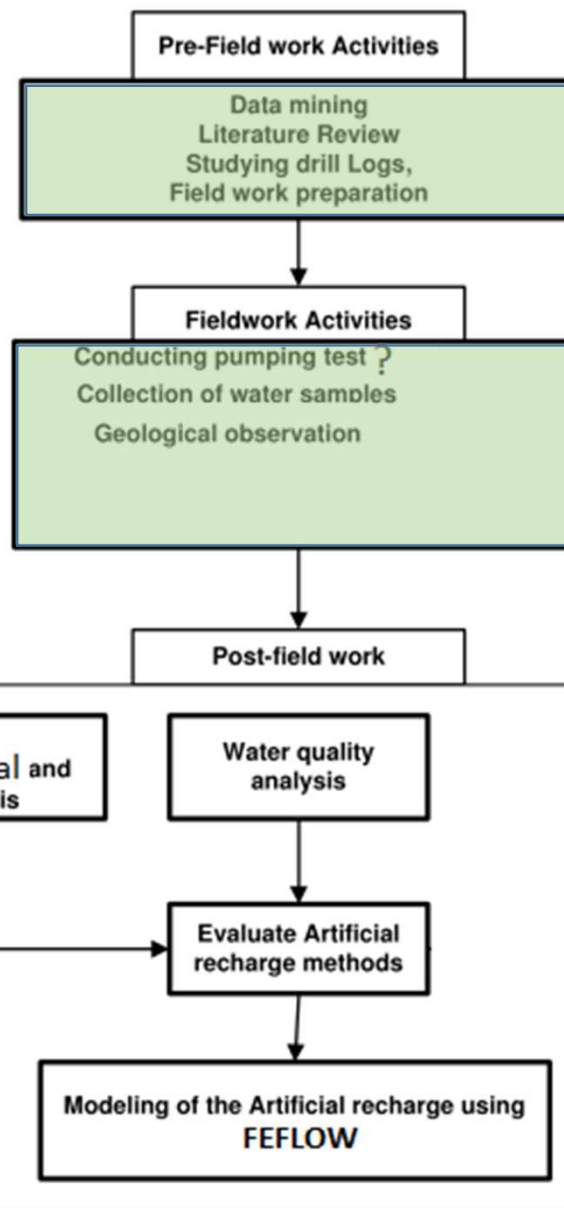 Pre-Field work Activities
Data mining
Literature Review
Studying drill Logs,
Field work preparation
Fieldwork Activities
Conducting pumping test ?
Collection of water samples
Geological observation
Post-field work
and
Water quality
analysis
Evaluate Artificial
recharge methods
Modeling of the Artificial recharge using
FEFLOW